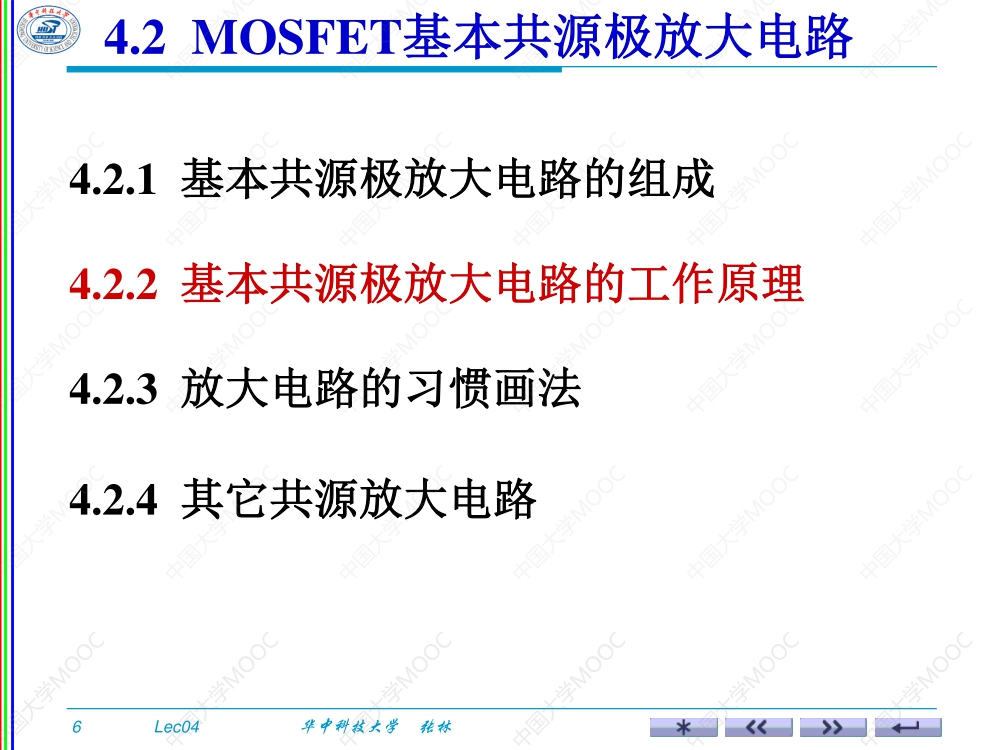 4.2 MOSFET基本共源极放大电路
4.2.1 基本共源极放大电路的组成
4.2.2 基本共源极放大电路的工作原理
4.2.3 放大电路的习惯画法
4.2.4 其它共源放大电路
6 Lec04 华中科技大学 张林
中国大学MOOC